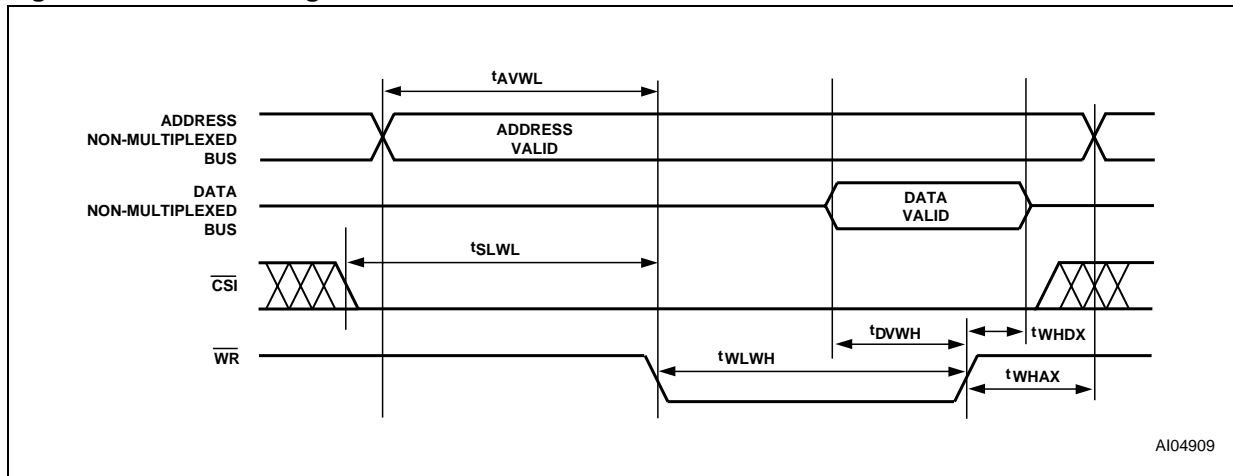 tAVWL
ADDRESS
NON-MULTIPLEXED
BUS
ADDRESS
VALID
DATA
NON-MULTIPLEXED
BUS
DATA
VALID
tSLWL
CSI
tDVWH
tWHDX
WR
tWLWH
tWHAX
AI04909